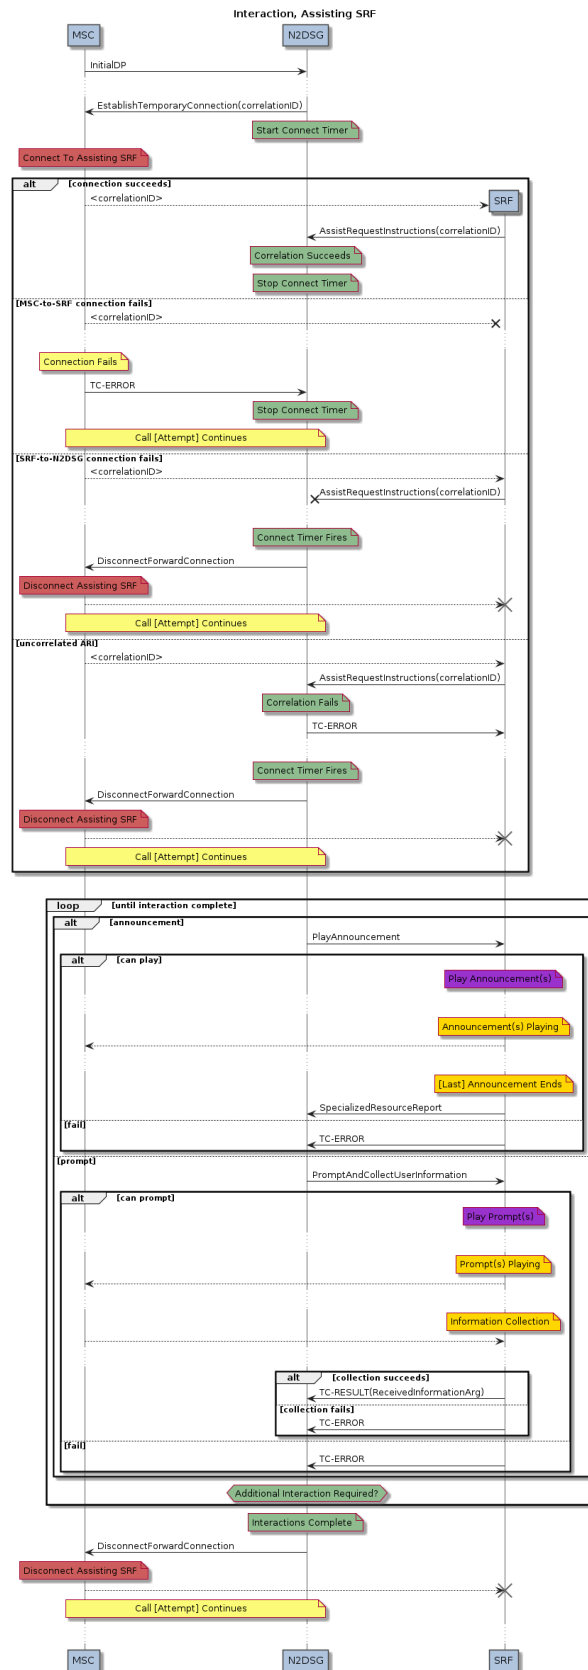 Interaction, Assisting SRF
MSC
N2DSG
InitialDP
EstablishTemporaryConnection(correlationID)
Start Connect Timer
Connect To Assisting SRF
alt
[connection succeeds]
SRF
<correlationID>
AssistRequestInstructions(correlationID)
Correlation Succeeds
Stop Connect Timer
[MSC-to-SRF connection fails]
<correlationID>
Connection Fails
TC-ERROR
Stop Connect Timer
Call [Attempt] Continues
[SRF-to-N2DSG connection fails]
<correlationID>
AssistRequestInstructions(correlationID)
Connect Timer Fires
DisconnectForwardConnection
Disconnect Assisting SRF
Call [Attempt] Continues
[uncorrelated ARI]
<correlationID>
AssistRequestInstructions(correlationID)
Correlation Fails
TC-ERROR
Connect Timer Fires
DisconnectForwardConnection
Disconnect Assisting SRF
Call [Attempt] Continues
loop
[until interaction complete]
alt
[announcement]
PlayAnnouncement
alt
[can play]
Play Announcement(s)
Announcement(s) Playing
[Last] Announcement Ends
SpecializedResourceReport
[fail]
TC-ERROR
[prompt]
PromptAndCollectUserInformation
alt
[can prompt]
Play Prompt(s)
Prompt(s) Playing
Information Collection
alt
[collection succeeds]
TC-RESULT(ReceivedInformationArg)
[collection fails]
TC-ERROR
[fail]
TC-ERROR
Additional Interaction Required?
Interactions Complete
DisconnectForwardConnection
Disconnect Assisting SRF
Call [Attempt] Continues
MSC
N2DSG
SRF